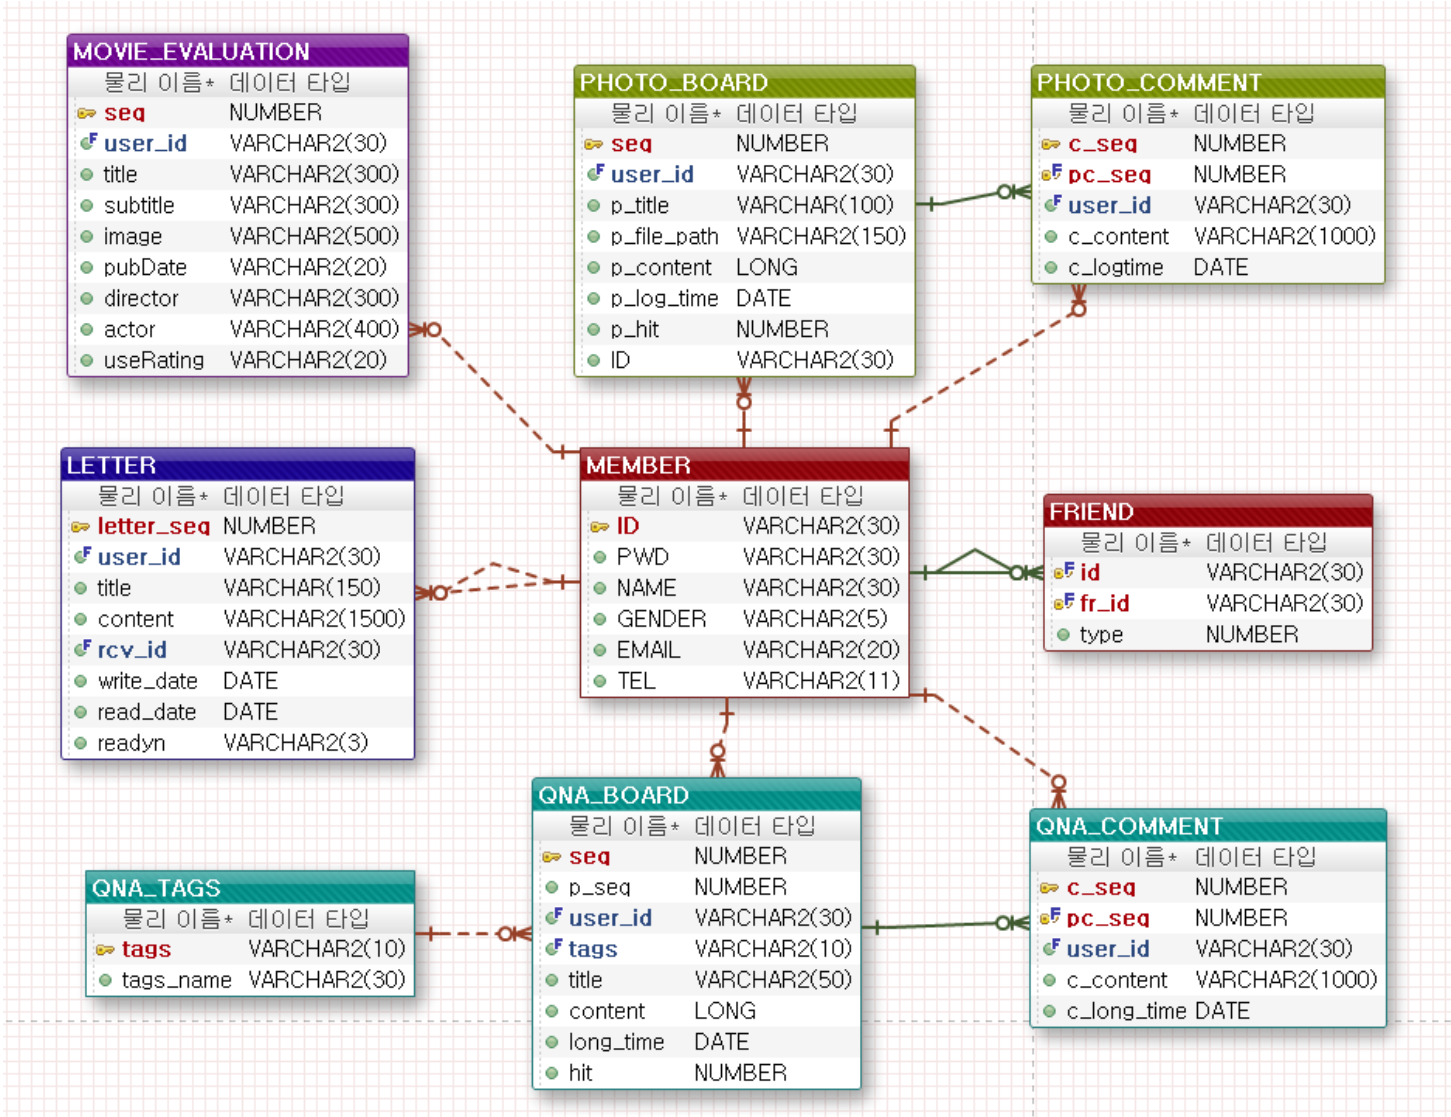 MOVIE_EVALUATION
물리 이름* 데이터 타입
seq NUMBER
user_id VARCHAR2(30)
title VARCHAR2(300)
subtitle VARCHAR2(300)
image VARCHAR2(500)
pubDate VARCHAR2(20)
director VARCHAR2(300)
actor VARCHAR2(400)
useRating VARCHAR2(20)
PHOTO_BOARD
물리 이름* 데이터 타입
seq NUMBER
user_id VARCHAR2(30)
p_title VARCHAR(100)
p_file_path VARCHAR2(150)
p_content LONG
p_log_time DATE
p_hit NUMBER
ID VARCHAR2(30)
PHOTO_COMMENT
물리 이름* 데이터 타입
c_seq NUMBER
pc_seq NUMBER
user_id VARCHAR2(30)
c_content VARCHAR2(1000)
c_logtime DATE
LETTER
물리 이름* 데이터 타입
letter_seq NUMBER
user_id VARCHAR2(30)
title VARCHAR(150)
content VARCHAR2(1500)
rcv_id VARCHAR2(30)
write_date DATE
read_date DATE
readyn VARCHAR2(3)
MEMBER
물리 이름* 데이터 타입
ID VARCHAR2(30)
PWD VARCHAR2(30)
NAME VARCHAR2(30)
GENDER VARCHAR2(5)
EMAIL VARCHAR2(20)
TEL VARCHAR2(11)
FRIEND
물리 이름* 데이터 타입
id VARCHAR2(30)
fr_id VARCHAR2(30)
type NUMBER
QNA_TAGS
물리 이름* 데이터 타입
tags VARCHAR2(10)
tags_name VARCHAR2(30)
QNA_BOARD
물리 이름* 데이터 타입
seq NUMBER
p_seq NUMBER
user_id VARCHAR2(30)
tags VARCHAR2(10)
title VARCHAR2(50)
content LONG
long_time DATE
hit NUMBER
QNA_COMMENT
물리 이름* 데이터 타입
c_seq NUMBER
pc_seq NUMBER
user_id VARCHAR2(30)
c_content VARCHAR2(1000)
c_long_time DATE